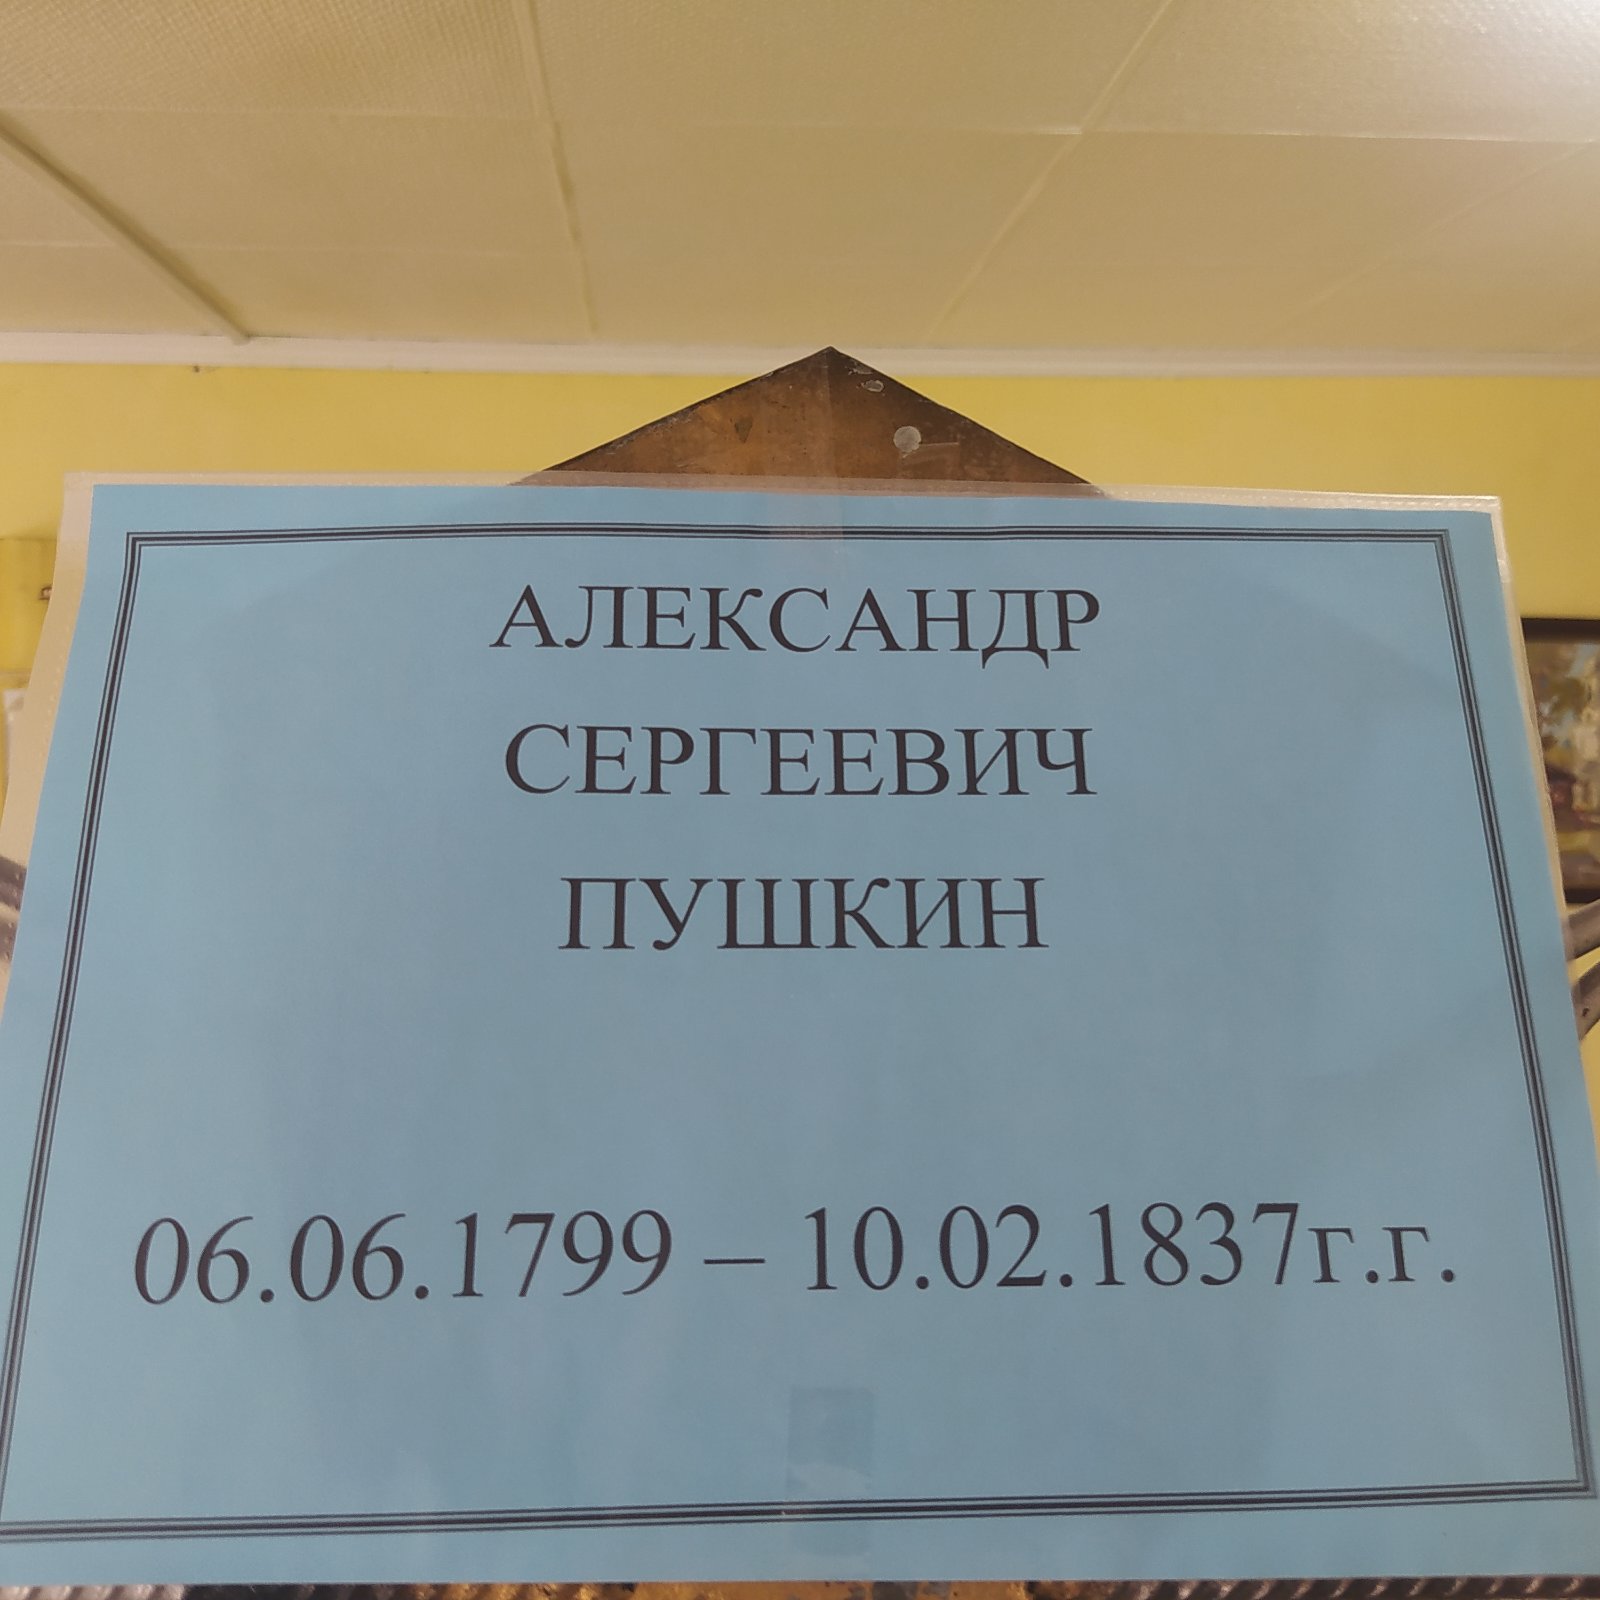 АЛЕКСАНДР
СЕРГЕЕВИЧ
ПУШКИН
06.06.1799 – 10.02.1837г.г.